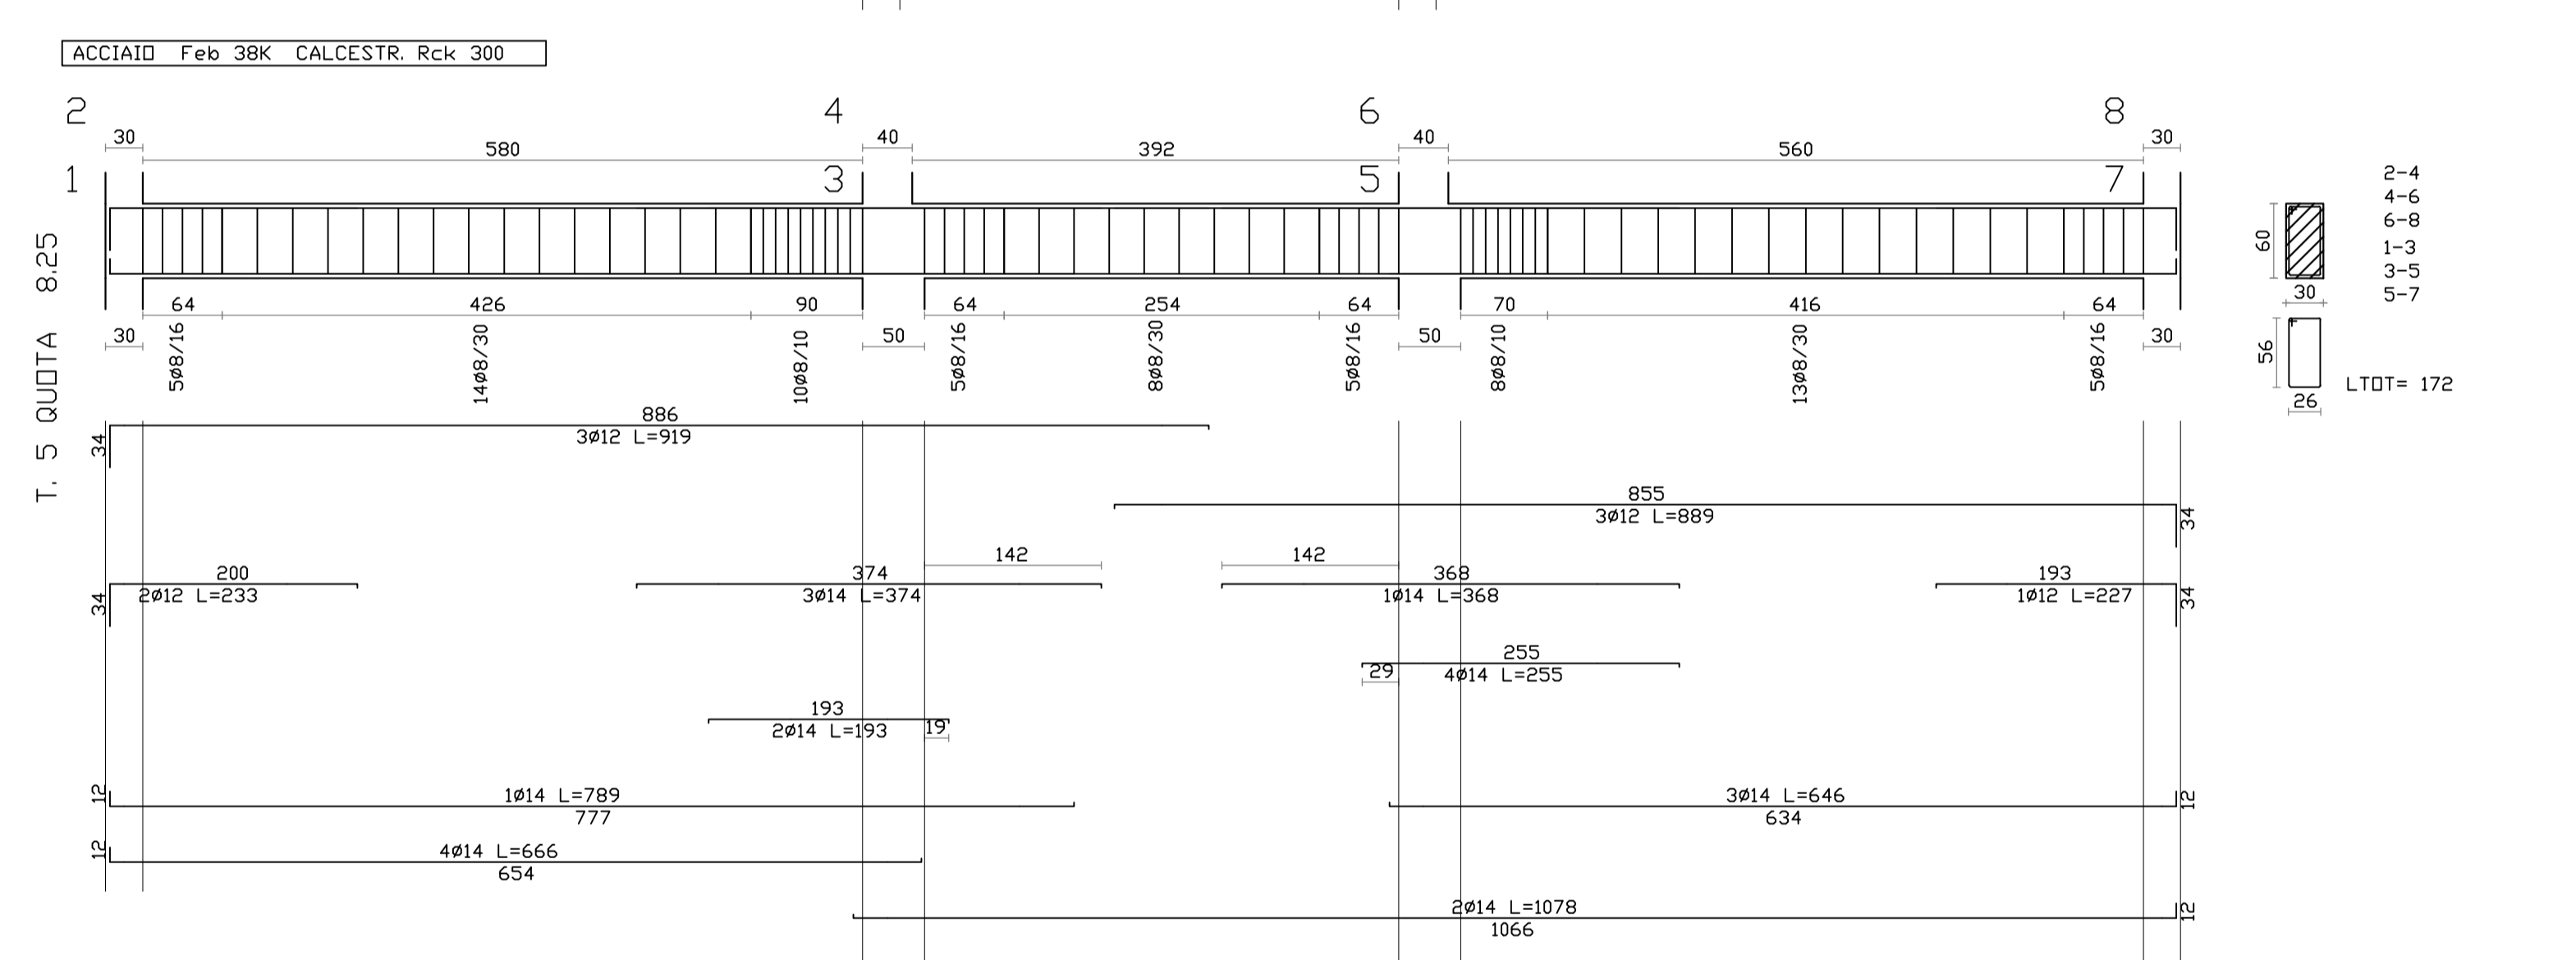 ACCIAIO Feb 38K CALCESTR. Rck 300
2 4 6 8
30 580 40 392 40 560 30
1 3 5 7
T. 5 QUOTA 8.25
64 426 90 64 254 64 70 416 64
30 50 50 30
5ø8/16 14ø8/30 10ø8/10 5ø8/16 8ø8/30 5ø8/16 8ø8/10 13ø8/30 5ø8/16
2-4
4-6
6-8
1-3
3-5
5-7
60
30
56
26
LTOT= 172
886
34
3ø12 L=919
855
3ø12 L=889
34
142 142
200 374 368 193
34
2ø12 L=233 3ø14 L=374 1ø14 L=368 1ø12 L=227
34
255
29
4ø14 L=255
193
2ø14 L=193
19
12
1ø14 L=789
777
3ø14 L=646
634
12
12
4ø14 L=666
654
2ø14 L=1078
1066
12